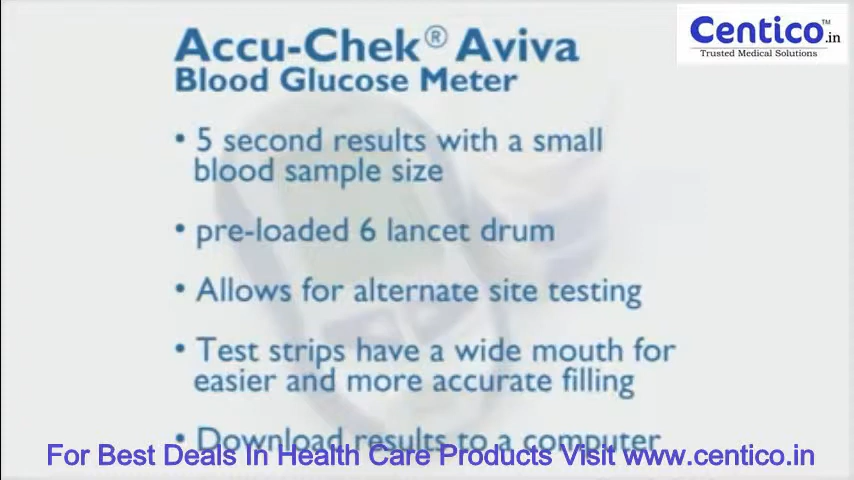 Accu-Chek® Aviva
Blood Glucose Meter
Centico™.in
Trusted Medical Solutions
• 5 second results with a small
blood sample size
• pre-loaded 6 lancet drum
• Allows for alternate site testing
• Test strips have a wide mouth for
easier and more accurate filling
• Download results to a computer
For Best Deals In Health Care Products Visit www.centico.in